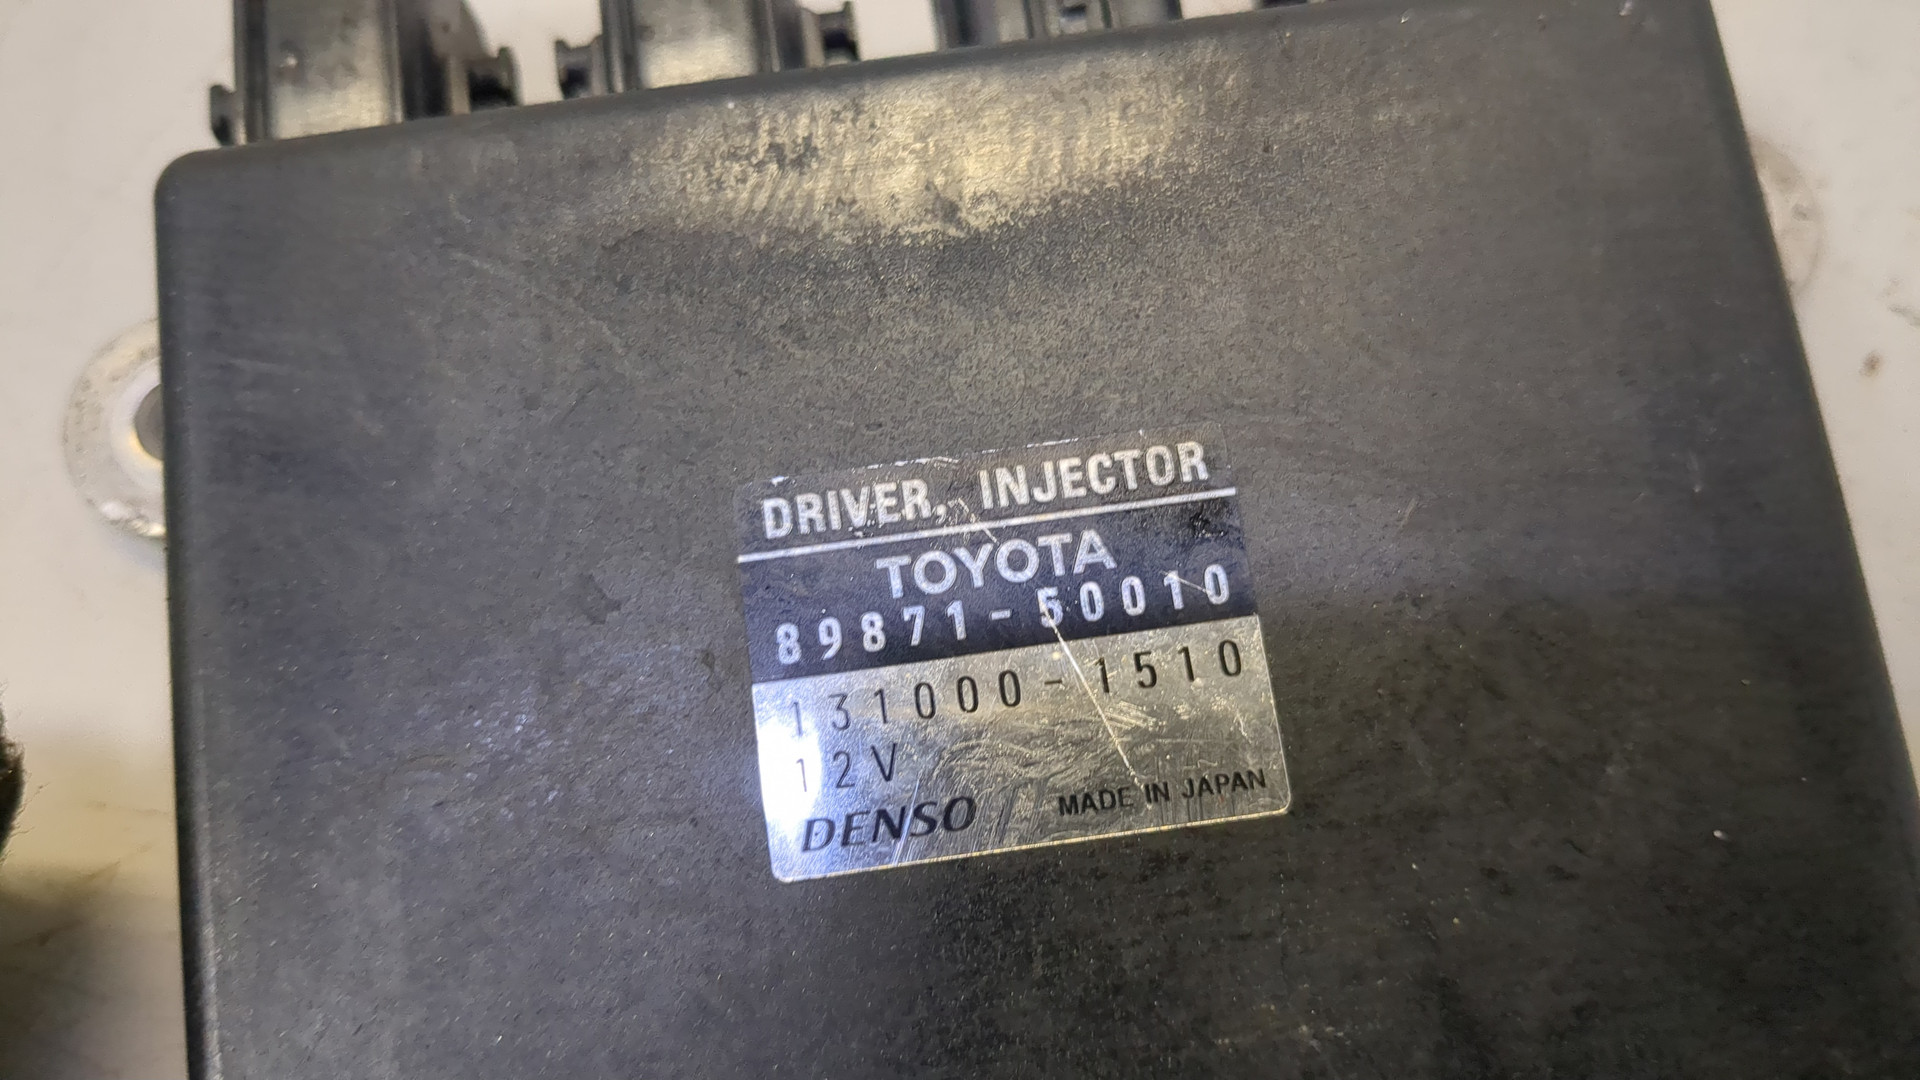 DRIVER, INJECTOR
TOYOTA
89871-50010
131000-1510
12V
DENSO MADE IN JAPAN